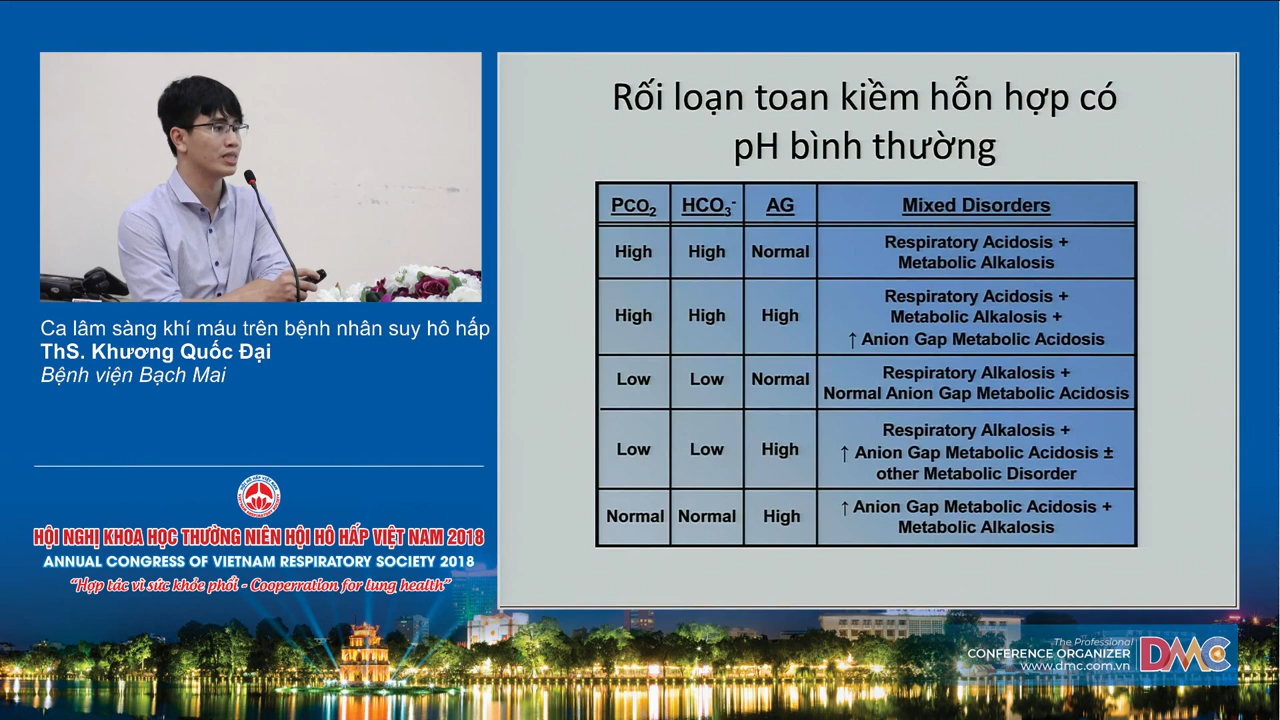 Ca lâm sàng khí máu trên bệnh nhân suy hô hấp
ThS. Khương Quốc Đại
Bệnh viện Bạch Mai
HỘI NGHỊ KHOA HỌC THƯỜNG NIÊN HỘI HÔ HẤP VIỆT NAM 2018
ANNUAL CONGRESS OF VIETNAM RESPIRATORY SOCIETY 2018
"Hợp tác vì sức khỏe phổi - Cooperration for lung health"
Rối loạn toan kiềm hỗn hợp có
pH bình thường
PCO₂ HCO₃⁻ AG Mixed Disorders
High High Normal Respiratory Acidosis +
Metabolic Alkalosis
High High High Respiratory Acidosis +
Metabolic Alkalosis +
↑ Anion Gap Metabolic Acidosis
Low Low Normal Respiratory Alkalosis +
Normal Anion Gap Metabolic Acidosis
Low Low High Respiratory Alkalosis +
↑ Anion Gap Metabolic Acidosis ±
other Metabolic Disorder
Normal Normal High ↑ Anion Gap Metabolic Acidosis +
Metabolic Alkalosis
The Professional
CONFERENCE ORGANIZER
www.dmc.com.vn
DMC